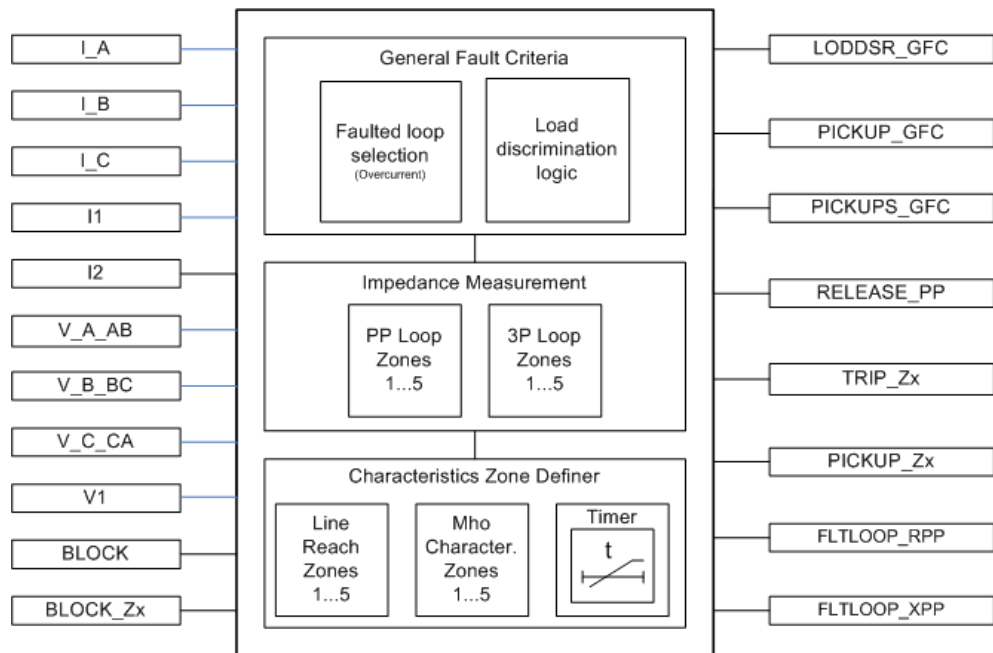 I_A
I_B
I_C
I1
I2
V_A_AB
V_B_BC
V_C_CA
V1
BLOCK
BLOCK_Zx
General Fault Criteria
Faulted loop
selection
(Overcurrent)
Load
discrimination
logic
Impedance Measurement
PP Loop
Zones
1...5
3P Loop
Zones
1...5
Characteristics Zone Definer
Line
Reach
Zones
1...5
Mho
Character.
Zones
1...5
Timer
t
LODDSR_GFC
PICKUP_GFC
PICKUPS_GFC
RELEASE_PP
TRIP_Zx
PICKUP_Zx
FLTLOOP_RPP
FLTLOOP_XPP